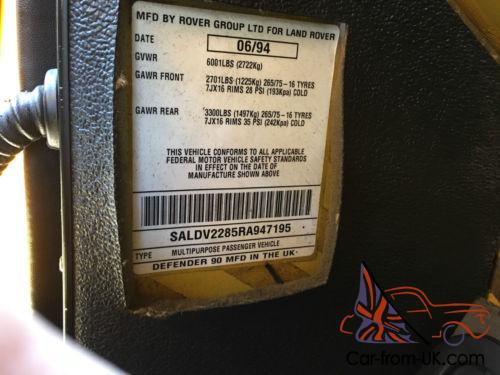 MFD BY ROVER GROUP LTD FOR LAND ROVER
DATE 06/94
GVWR 6001LBS (2722Kg)
GAWR FRONT 2701LBS (1225Kg) 265/75 - 16 TYRES
7JX16 RIMS 28 PSI (193Kpa) COLD
GAWR REAR 3300LBS (1497Kg) 265/75 - 16 TYRES
7JX16 RIMS 35 PSI (242Kpa) COLD
THIS VEHICLE CONFORMS TO ALL APPLICABLE
FEDERAL MOTOR VEHICLE SAFETY STANDARDS
IN EFFECT ON THE DATE OF
MANUFACTURE SHOWN ABOVE
SALDV2285RA947195
TYPE MULTIPURPOSE PASSENGER VEHICLE
DEFENDER 90 MFD IN THE UK
Car-from-UK.com